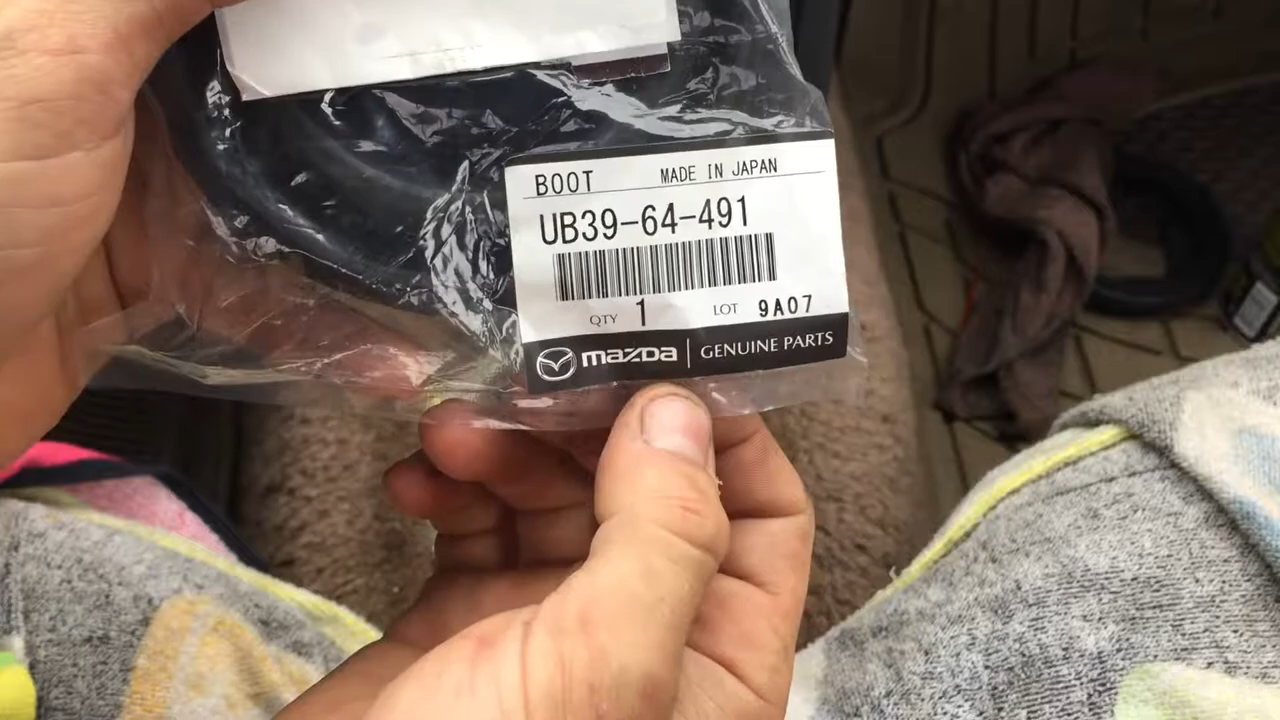 BOOT MADE IN JAPAN
UB39-64-491
QTY 1 LOT 9A07
mazda GENUINE PARTS